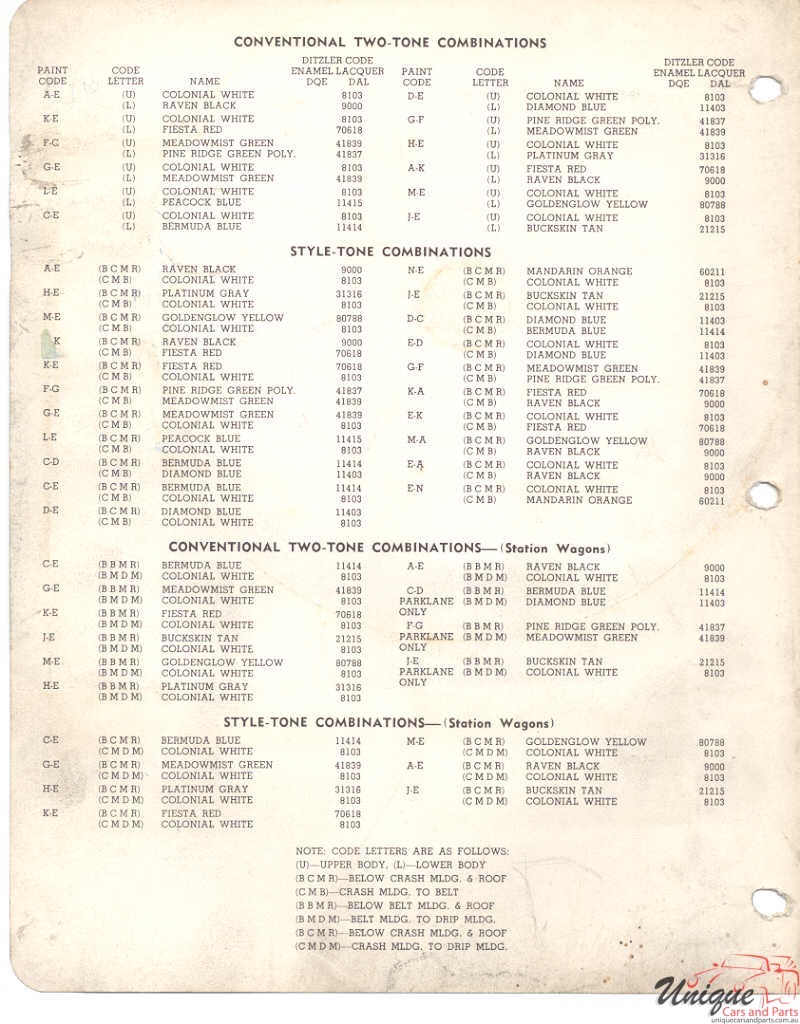 CONVENTIONAL TWO-TONE COMBINATIONS
PAINT CODE CODE LETTER NAME DITZLER CODE ENAMEL LACQUER DQE DAL PAINT CODE CODE LETTER NAME DITZLER CODE ENAMEL LACQUER DQE DAL
A-E (U) COLONIAL WHITE 8103 D-E (U) COLONIAL WHITE 8103
(L) RAVEN BLACK 9000 (L) DIAMOND BLUE 11403
K-E (U) COLONIAL WHITE 8103 G-F (U) PINE RIDGE GREEN POLY. 41837
(L) FIESTA RED 70618 (L) MEADOWMIST GREEN 41839
F-G (U) MEADOWMIST GREEN 41839 H-E (U) COLONIAL WHITE 8103
(L) PINE RIDGE GREEN POLY. 41837 (L) PLATINUM GRAY 31316
G-E (U) COLONIAL WHITE 8103 A-K (U) FIESTA RED 70618
(L) MEADOWMIST GREEN 41839 (L) RAVEN BLACK 9000
L-E (U) COLONIAL WHITE 8103 M-E (U) COLONIAL WHITE 8103
(L) PEACOCK BLUE 11415 (L) GOLDENGLOW YELLOW 80788
C-E (U) COLONIAL WHITE 8103 J-E (U) COLONIAL WHITE 8103
(L) BERMUDA BLUE 11414 (L) BUCKSKIN TAN 21215
STYLE-TONE COMBINATIONS
A-E (B C M R) RAVEN BLACK 9000 N-E (B C M R) MANDARIN ORANGE 60211
(C M B) COLONIAL WHITE 8103 (C M B) COLONIAL WHITE 8103
H-E (B C M R) PLATINUM GRAY 31316 J-E (B C M R) BUCKSKIN TAN 21215
(C M B) COLONIAL WHITE 8103 (C M B) COLONIAL WHITE 8103
M-E (B C M R) GOLDENGLOW YELLOW 80788 D-C (B C M R) DIAMOND BLUE 11403
(C M B) COLONIAL WHITE 8103 (C M B) BERMUDA BLUE 11414
K (B C M R) RAVEN BLACK 9000 E-D (B C M R) COLONIAL WHITE 8103
(C M B) FIESTA RED 70618 (C M B) DIAMOND BLUE 11403
K-E (B C M R) FIESTA RED 70618 G-F (B C M R) MEADOWMIST GREEN 41839
(C M B) COLONIAL WHITE 8103 (C M B) PINE RIDGE GREEN POLY. 41837
F-G (B C M R) PINE RIDGE GREEN POLY. 41837 K-A (B C M R) FIESTA RED 70618
(C M B) MEADOWMIST GREEN 41839 (C M B) RAVEN BLACK 9000
G-E (B C M R) MEADOWMIST GREEN 41839 E-K (B C M R) COLONIAL WHITE 8103
(C M B) COLONIAL WHITE 8103 (C M B) FIESTA RED 70618
L-E (B C M R) PEACOCK BLUE 11415 M-A (B C M R) GOLDENGLOW YELLOW 80788
(C M B) COLONIAL WHITE 8103 (C M B) RAVEN BLACK 9000
C-D (B C M R) BERMUDA BLUE 11414 E-A (B C M R) COLONIAL WHITE 8103
(C M B) DIAMOND BLUE 11403 (C M B) RAVEN BLACK 9000
C-E (B C M R) BERMUDA BLUE 11414 E-N (B C M R) COLONIAL WHITE 8103
(C M B) COLONIAL WHITE 8103 (C M B) MANDARIN ORANGE 60211
D-E (B C M R) DIAMOND BLUE 11403
(C M B) COLONIAL WHITE 8103
CONVENTIONAL TWO-TONE COMBINATIONS—(Station Wagons)
C-E (B B M R) BERMUDA BLUE 11414 A-E (B B M R) RAVEN BLACK 9000
(B M D M) COLONIAL WHITE 8103 (B M D M) COLONIAL WHITE 8103
G-E (B B M R) MEADOWMIST GREEN 41839 C-D (B B M R) BERMUDA BLUE 11414
(B M D M) COLONIAL WHITE 8103 PARKLANE (B M D M) DIAMOND BLUE 11403
K-E (B B M R) FIESTA RED 70618 ONLY
(B M D M) COLONIAL WHITE 8103 F-G (B B M R) PINE RIDGE GREEN POLY. 41837
J-E (B B M R) BUCKSKIN TAN 21215 PARKLANE (B M D M) MEADOWMIST GREEN 41839
(B M D M) COLONIAL WHITE 8103 ONLY
M-E (B B M R) GOLDENGLOW YELLOW 80788 J-E (B B M R) BUCKSKIN TAN 21215
(B M D M) COLONIAL WHITE 8103 PARKLANE (B M D M) COLONIAL WHITE 8103
H-E (B B M R) PLATINUM GRAY 31316 ONLY
(B M D M) COLONIAL WHITE 8103
STYLE-TONE COMBINATIONS—(Station Wagons)
C-E (B C M R) BERMUDA BLUE 11414 M-E (B C M R) GOLDENGLOW YELLOW 80788
(C M D M) COLONIAL WHITE 8103 (C M D M) COLONIAL WHITE 8103
G-E (B C M R) MEADOWMIST GREEN 41839 A-E (B C M R) RAVEN BLACK 9000
(C M D M) COLONIAL WHITE 8103 (C M D M) COLONIAL WHITE 8103
H-E (B C M R) PLATINUM GRAY 31316 J-E (B C M R) BUCKSKIN TAN 21215
(C M D M) COLONIAL WHITE 8103 (C M D M) COLONIAL WHITE 8103
K-E (B C M R) FIESTA RED 70618
(C M D M) COLONIAL WHITE 8103
NOTE: CODE LETTERS ARE AS FOLLOWS:
(U)—UPPER BODY, (L)—LOWER BODY
(B C M R)—BELOW CRASH MLDG. & ROOF
(C M B)—CRASH MLDG. TO BELT
(B B M R)—BELOW BELT MLDG. & ROOF
(B M D M)—BELT MLDG. TO DRIP MLDG.
(B C M R)—BELOW CRASH MLDG. & ROOF
(C M D M)—CRASH MLDG. TO DRIP MLDG.
Unique
Cars and Parts
uniquecarsandparts.com.au